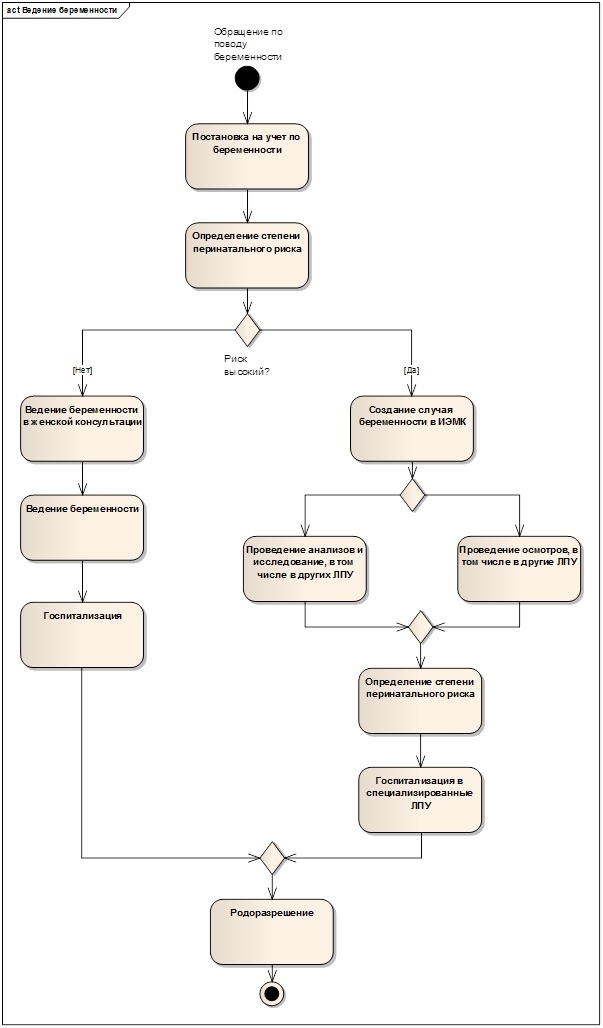 act Ведение беременности
Обращение по
поводу
беременности
Постановка на учет по
беременности
Определение степени
перинатального риска
Риск
высокий?
[Нет]
[Да]
Ведение беременности
в женской консультации
Создание случая
беременности в ИЭМК
Ведение беременности
Проведение анализов и
исследование, в том
числе в других ЛПУ
Проведение осмотров, в
том числе в другие ЛПУ
Госпитализация
Определение степени
перинатального риска
Госпитализация в
специализированные
ЛПУ
Родоразрешение